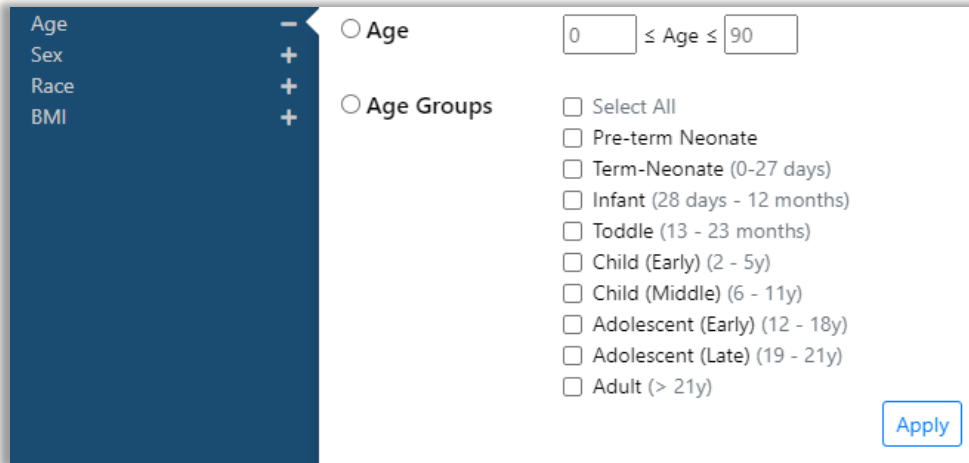 Age −
Sex +
Race +
BMI +
Age
0 ≤ Age ≤ 90
Age Groups
Select All
Pre-term Neonate
Term-Neonate (0-27 days)
Infant (28 days - 12 months)
Toddle (13 - 23 months)
Child (Early) (2 - 5y)
Child (Middle) (6 - 11y)
Adolescent (Early) (12 - 18y)
Adolescent (Late) (19 - 21y)
Adult (> 21y)
Apply